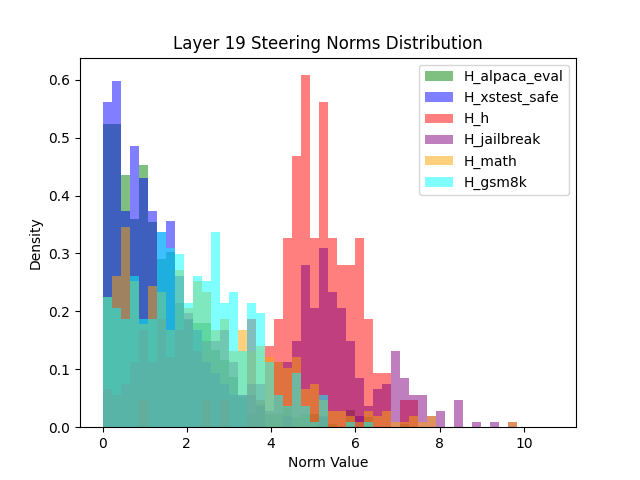 Layer 19 Steering Norms Distribution
H_alpaca_eval
H_xstest_safe
H_h
H_jailbreak
H_math
H_gsm8k
Density
0.6
0.5
0.4
0.3
0.2
0.1
0.0
0 2 4 6 8 10
Norm Value